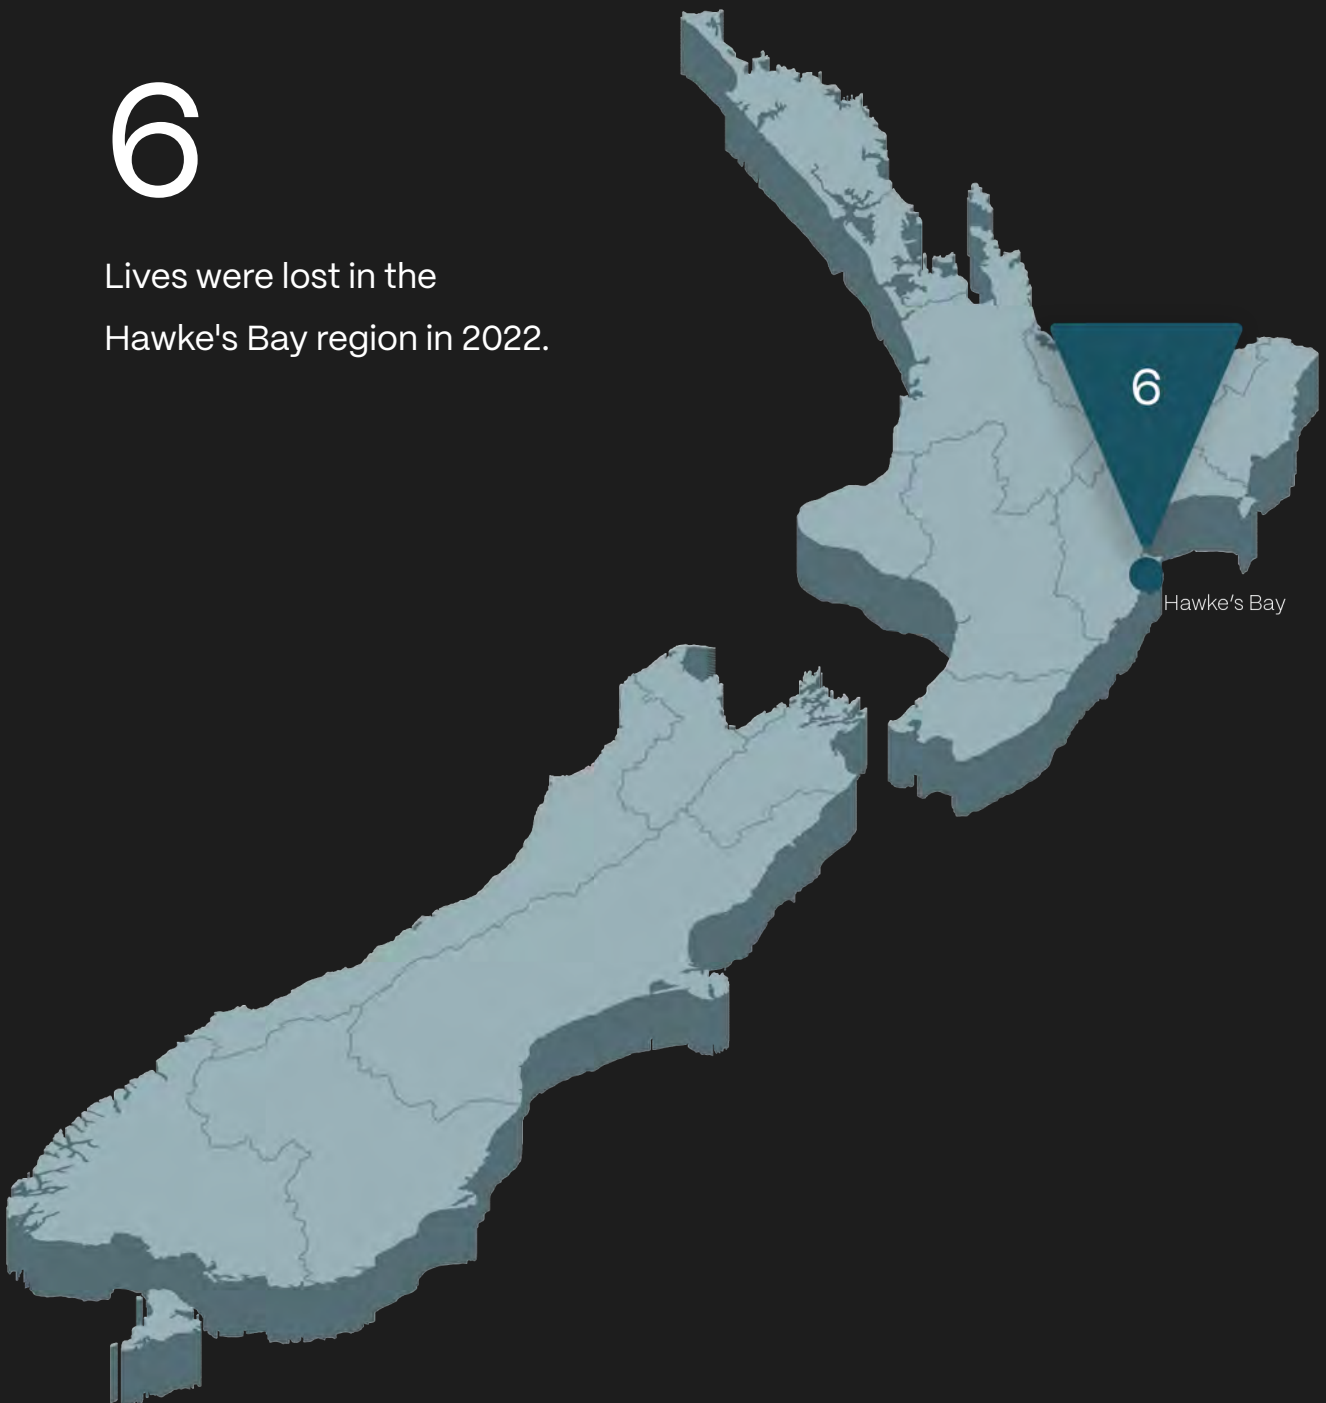 6
Lives were lost in the
Hawke's Bay region in 2022.
6
Hawke’s Bay